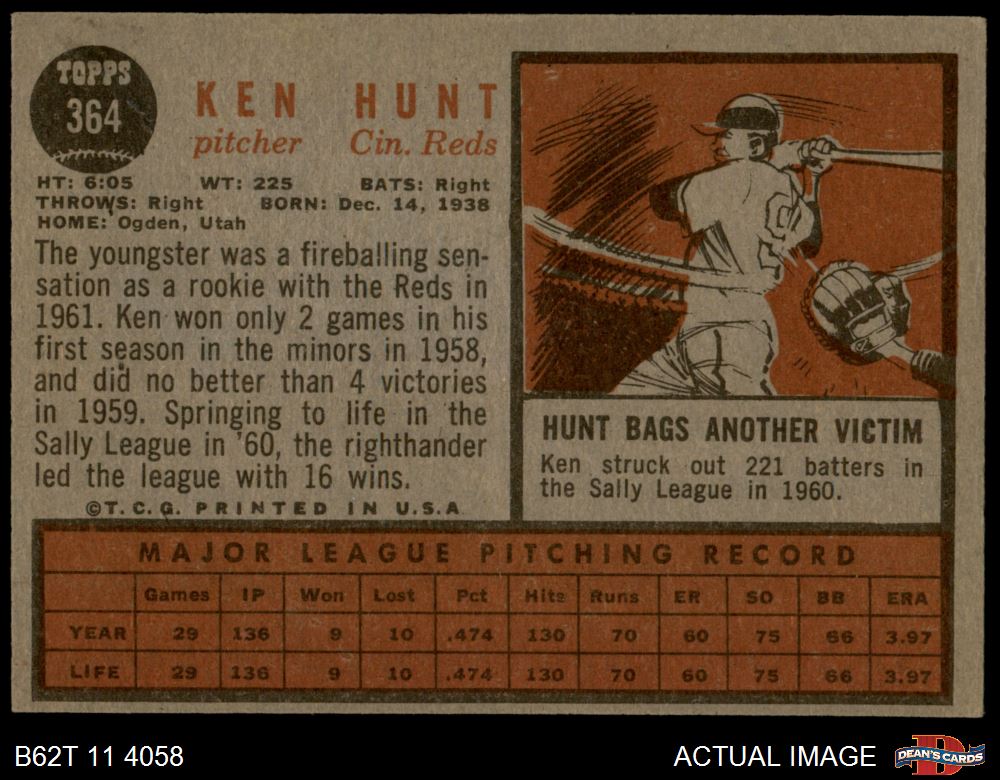 TOPPS
364
KEN HUNT
pitcher Cin. Reds
HT: 6:05 WT: 225 BATS: Right
THROWS: Right BORN: Dec. 14, 1938
HOME: Ogden, Utah
The youngster was a fireballing sen-
sation as a rookie with the Reds in
1961. Ken won only 2 games in his
first season in the minors in 1958,
and did no better than 4 victories
in 1959. Springing to life in the
Sally League in '60, the righthander
led the league with 16 wins.
©T.C.G. PRINTED IN U.S.A
HUNT BAGS ANOTHER VICTIM
Ken struck out 221 batters in
the Sally League in 1960.
MAJOR LEAGUE PITCHING RECORD
Games IP Won Lost Pct Hits Runs ER SO BB ERA
YEAR 29 136 9 10 .474 130 70 60 75 66 3.97
LIFE 29 136 9 10 .474 130 70 60 75 66 3.97
B62T 11 4058
ACTUAL IMAGE
DEAN'S CARDS